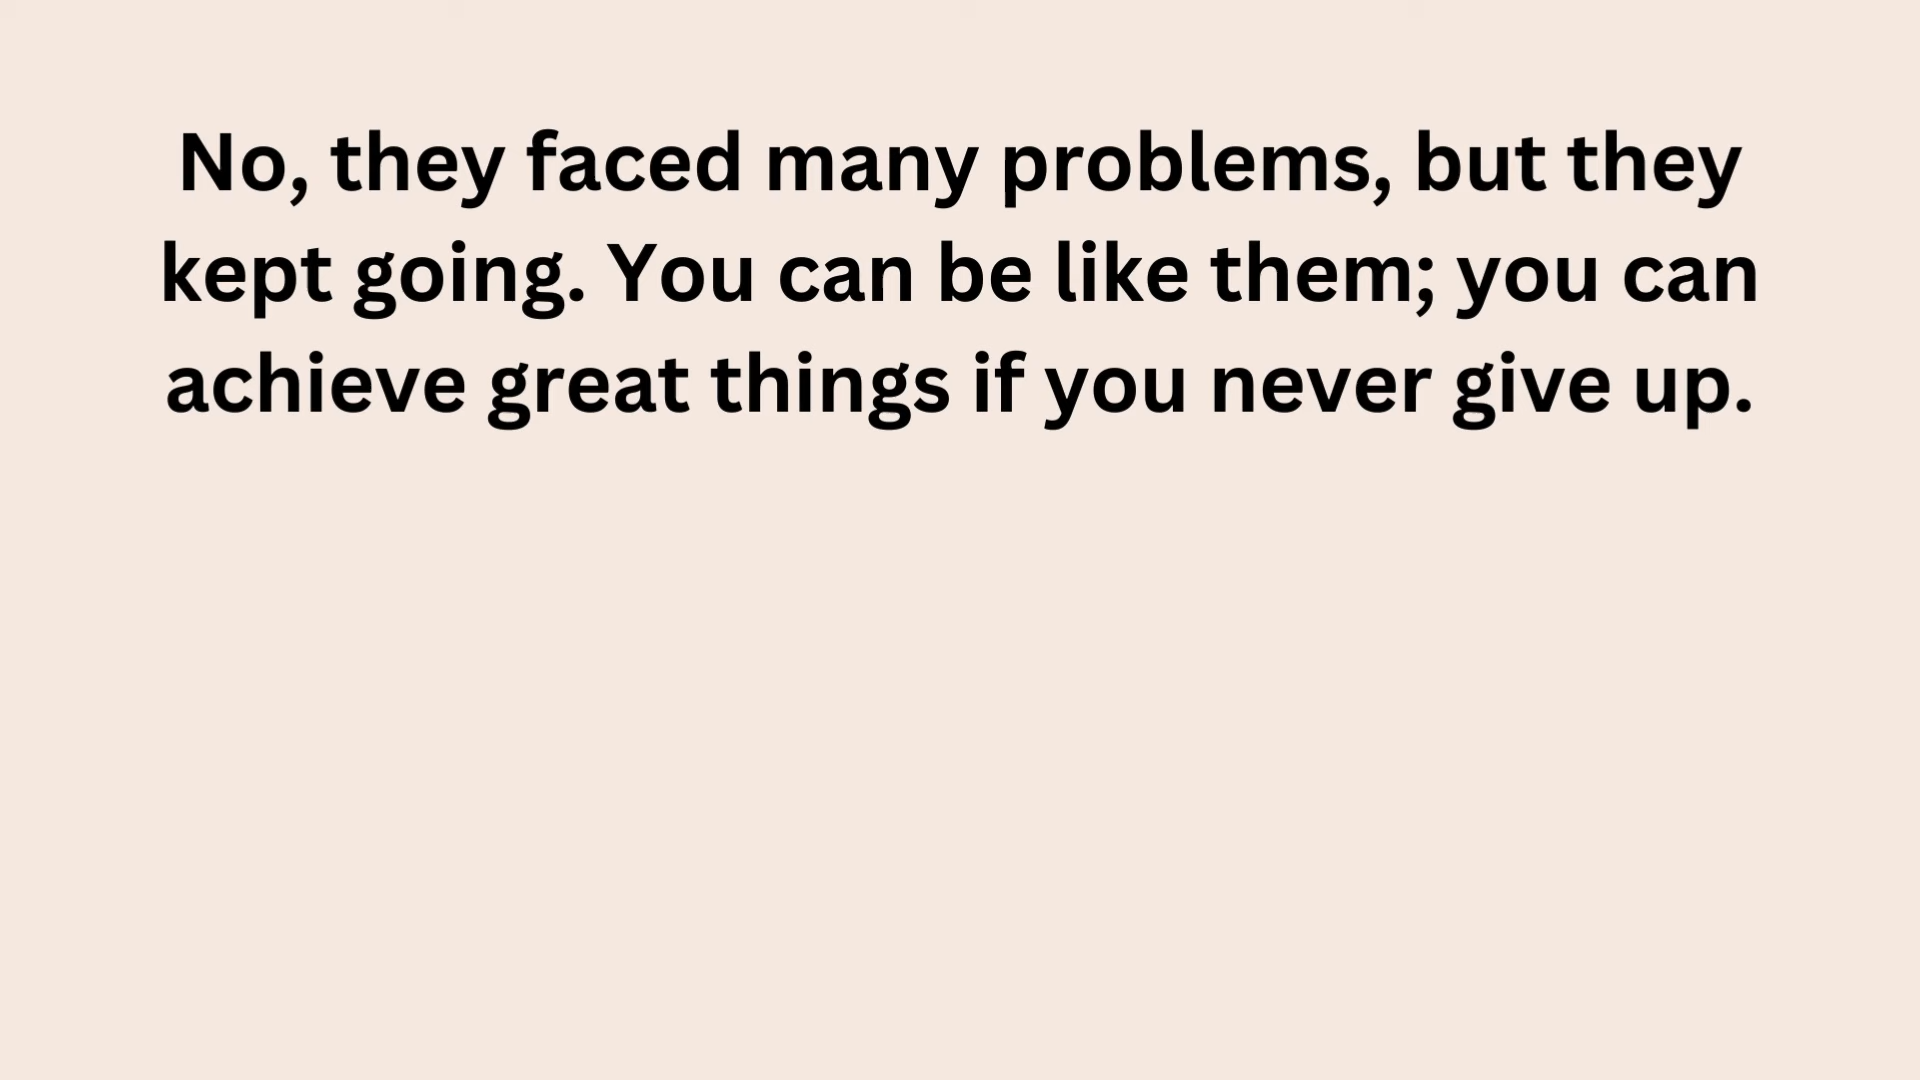 No, they faced many problems, but they
kept going. You can be like them; you can
achieve great things if you never give up.